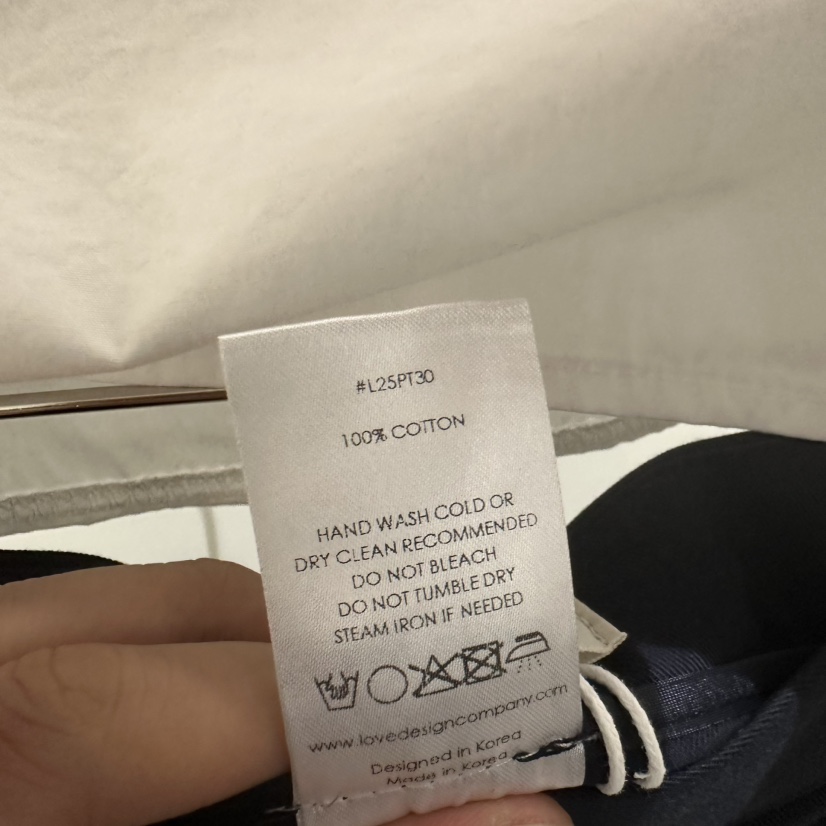 #L25PT30
100% COTTON
HAND WASH COLD OR
DRY CLEAN RECOMMENDED
DO NOT BLEACH
DO NOT TUMBLE DRY
STEAM IRON IF NEEDED
www.lovedesigncompany.com
Designed in Korea
Made in Korea